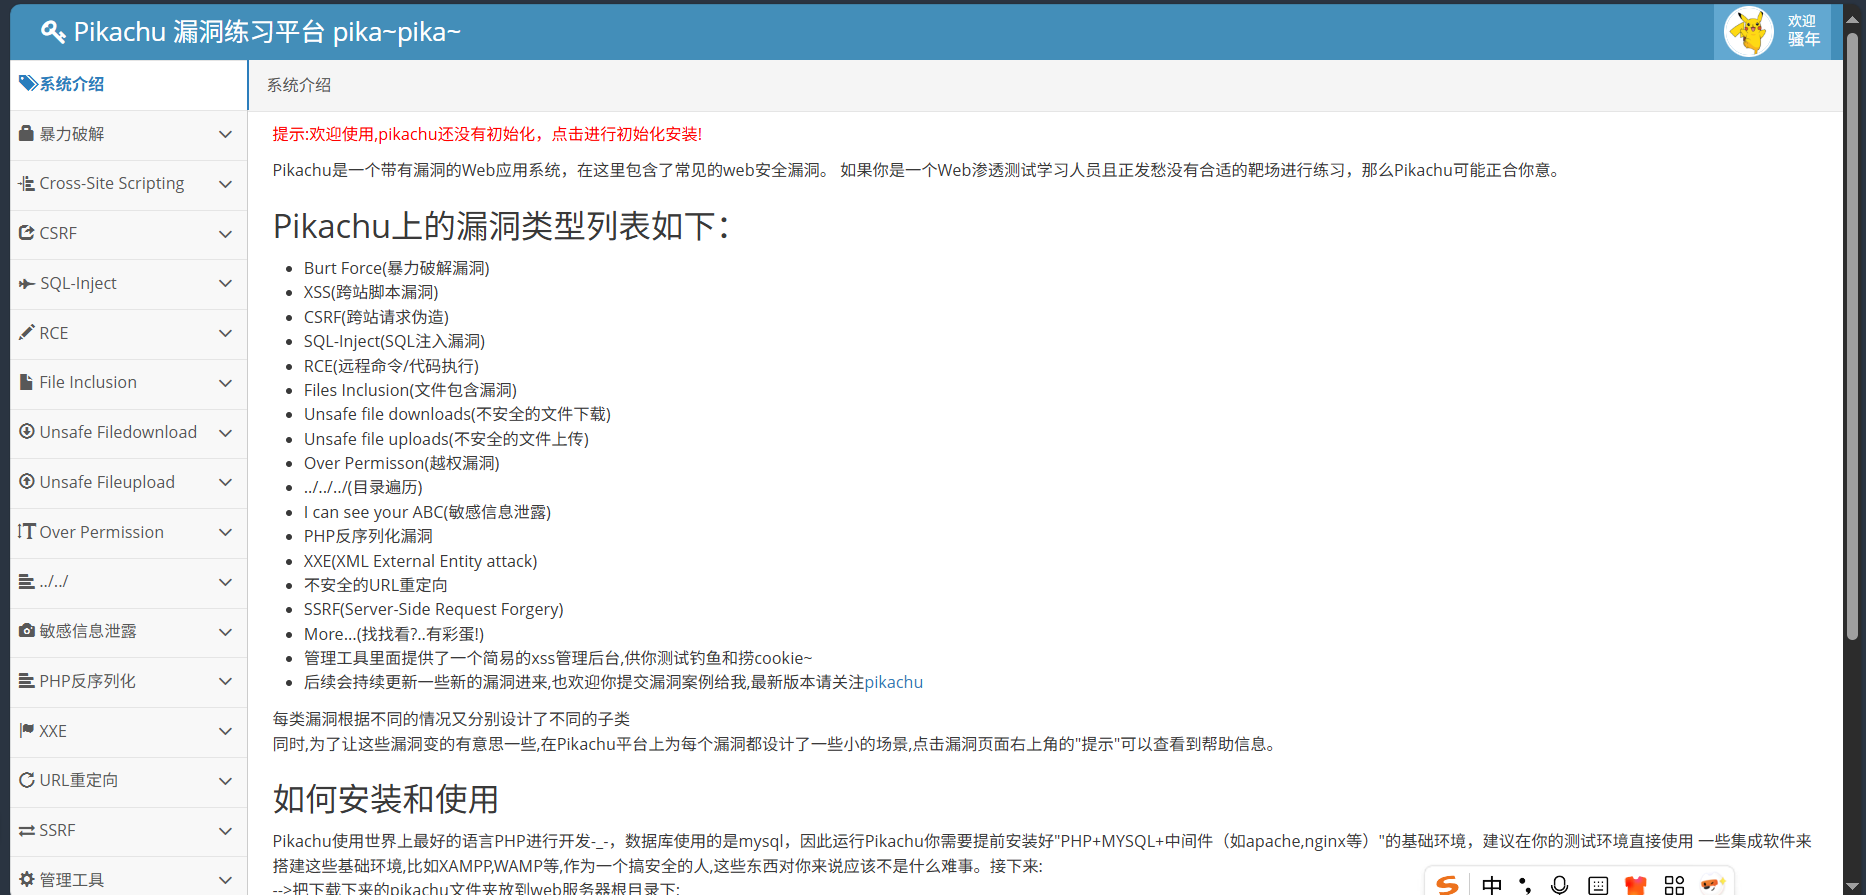 Pikachu 漏洞练习平台 pika~pika~
欢迎
骚年
系统介绍
暴力破解
Cross-Site Scripting
CSRF
SQL-Inject
RCE
File Inclusion
Unsafe Filedownload
Unsafe Fileupload
Over Permission
../../
敏感信息泄露
PHP反序列化
XXE
URL重定向
SSRF
管理工具
系统介绍
提示:欢迎使用,pikachu还没有初始化，点击进行初始化安装!
Pikachu是一个带有漏洞的Web应用系统，在这里包含了常见的web安全漏洞。 如果你是一个Web渗透测试学习人员且正发愁没有合适的靶场进行练习，那么Pikachu可能正合你意。
Pikachu上的漏洞类型列表如下：
Burt Force(暴力破解漏洞)
XSS(跨站脚本漏洞)
CSRF(跨站请求伪造)
SQL-Inject(SQL注入漏洞)
RCE(远程命令/代码执行)
Files Inclusion(文件包含漏洞)
Unsafe file downloads(不安全的文件下载)
Unsafe file uploads(不安全的文件上传)
Over Permisson(越权漏洞)
../../../(目录遍历)
I can see your ABC(敏感信息泄露)
PHP反序列化漏洞
XXE(XML External Entity attack)
不安全的URL重定向
SSRF(Server-Side Request Forgery)
More...(找找看?..有彩蛋!)
管理工具里面提供了一个简易的xss管理后台,供你测试钓鱼和捞cookie~
后续会持续更新一些新的漏洞进来,也欢迎你提交漏洞案例给我,最新版本请关注pikachu
每类漏洞根据不同的情况又分别设计了不同的子类
同时,为了让这些漏洞变的有意思一些,在Pikachu平台上为每个漏洞都设计了一些小的场景,点击漏洞页面右上角的"提示"可以查看到帮助信息。
如何安装和使用
Pikachu使用世界上最好的语言PHP进行开发-_-，数据库使用的是mysql，因此运行Pikachu你需要提前安装好"PHP+MYSQL+中间件（如apache,nginx等）"的基础环境，建议在你的测试环境直接使用 一些集成软件来
搭建这些基础环境,比如XAMPP,WAMP等,作为一个搞安全的人,这些东西对你来说应该不是什么难事。接下来:
-->把下载下来的pikachu文件夹放到web服务器根目录下;
中